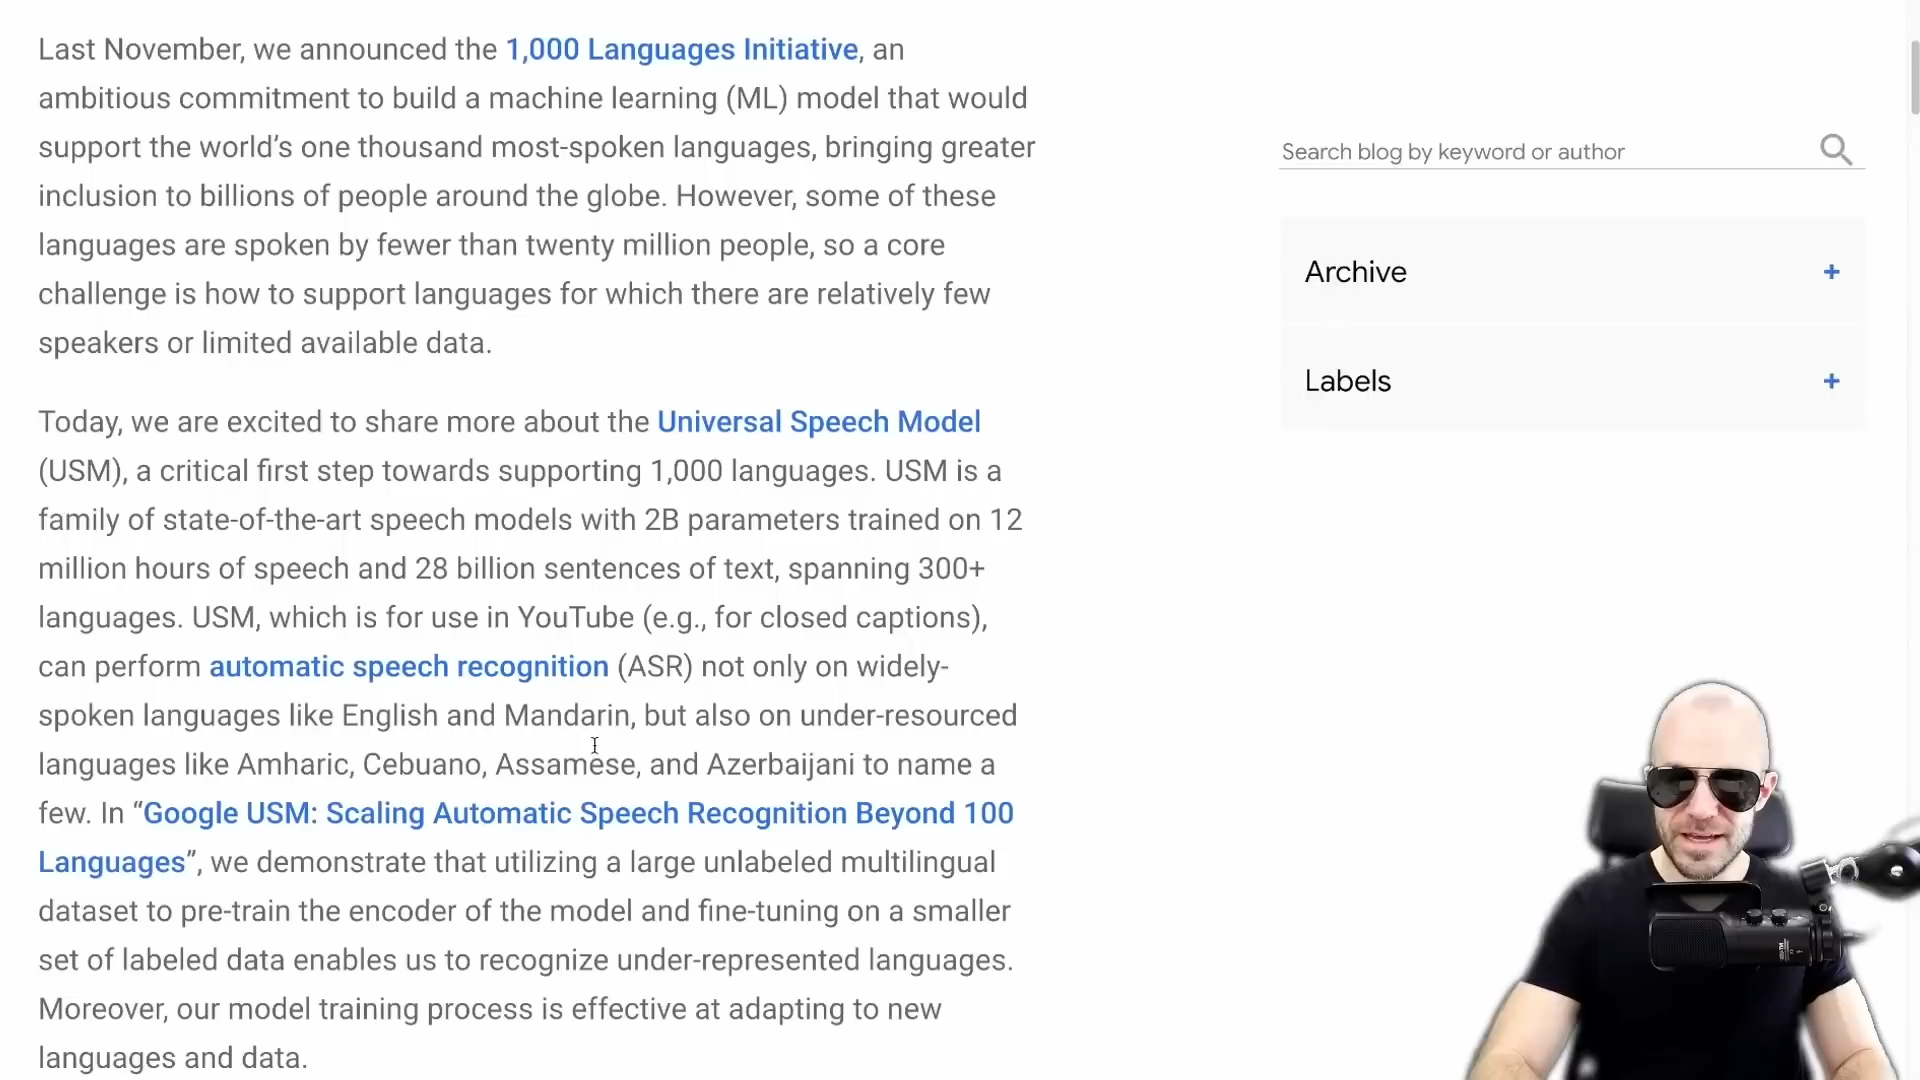 Last November, we announced the 1,000 Languages Initiative, an
ambitious commitment to build a machine learning (ML) model that would
support the world’s one thousand most-spoken languages, bringing greater
inclusion to billions of people around the globe. However, some of these
languages are spoken by fewer than twenty million people, so a core
challenge is how to support languages for which there are relatively few
speakers or limited available data.
Today, we are excited to share more about the Universal Speech Model
(USM), a critical first step towards supporting 1,000 languages. USM is a
family of state-of-the-art speech models with 2B parameters trained on 12
million hours of speech and 28 billion sentences of text, spanning 300+
languages. USM, which is for use in YouTube (e.g., for closed captions),
can perform automatic speech recognition (ASR) not only on widely-
spoken languages like English and Mandarin, but also on under-resourced
languages like Amharic, Cebuano, Assamese, and Azerbaijani to name a
few. In “Google USM: Scaling Automatic Speech Recognition Beyond 100
Languages”, we demonstrate that utilizing a large unlabeled multilingual
dataset to pre-train the encoder of the model and fine-tuning on a smaller
set of labeled data enables us to recognize under-represented languages.
Moreover, our model training process is effective at adapting to new
languages and data.
Search blog by keyword or author
Archive +
Labels +